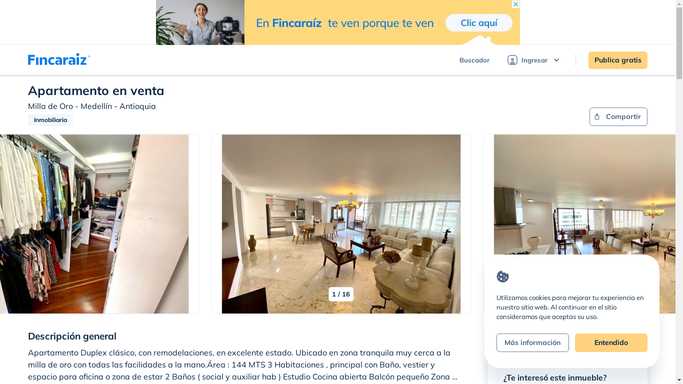 En Fincaraíz te ven porque te ven
Clic aquí
Fincaraíz
Buscador
Ingresar
Publica gratis
Apartamento en venta
Milla de Oro - Medellín - Antioquia
Inmobiliaria
Compartir
1 / 16
Utilizamos cookies para mejorar tu experiencia en
nuestro sitio web. Al continuar en el sitio
consideramos que aceptas su uso.
Más información
Entendido
Descripción general
Apartamento Duplex clásico, con remodelaciones, en excelente estado. Ubicado en zona tranquila muy cerca a la
milla de oro con todas las facilidades a la mano.Área : 144 MTS 3 Habitaciones , principal con Baño, vestier y
espacio para oficina o zona de estar 2 Baños ( social y auxiliar hab ) Estudio Cocina abierta Balcón pequeño Zona ...
¿Te interesó este inmueble?